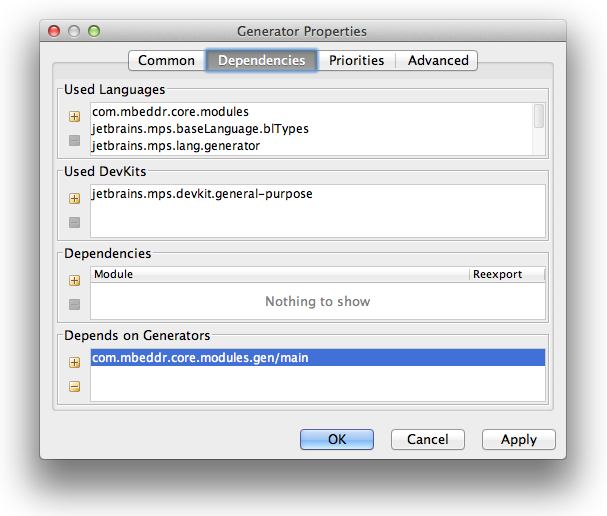 Generator Properties
Common Dependencies Priorities Advanced
Used Languages
com.mbeddr.core.modules
jetbrains.mps.baseLanguage.blTypes
jetbrains.mps.lang.generator
Used DevKits
jetbrains.mps.devkit.general-purpose
Dependencies
Module Reexport
Nothing to show
Depends on Generators
com.mbeddr.core.modules.gen/main
OK Cancel Apply